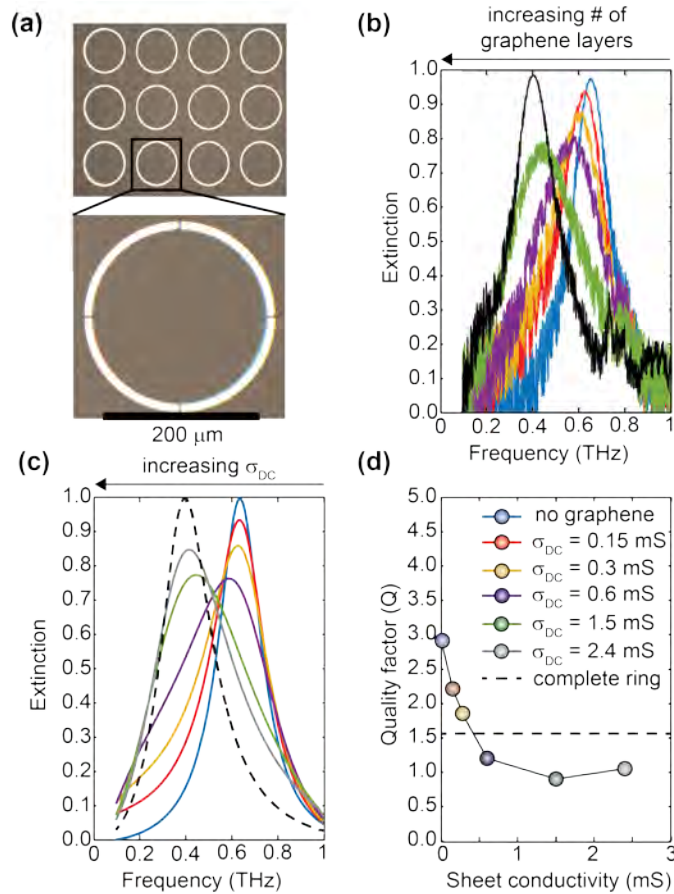 (a)
200 μm
(b)
increasing # of
graphene layers
1.0
0.9
0.8
0.7
0.6
0.5
0.4
0.3
0.2
0.1
0.0
Extinction
0 0.2 0.4 0.6 0.8 1
Frequency (THz)
(c)
increasing σDC
1.0
0.9
0.8
0.7
0.6
0.5
0.4
0.3
0.2
0.1
0.0
Extinction
0 0.2 0.4 0.6 0.8 1
Frequency (THz)
(d)
5.0
4.5
4.0
3.5
3.0
2.5
2.0
1.5
1.0
0.5
0.0
Quality factor (Q)
no graphene
σDC = 0.15 mS
σDC = 0.3 mS
σDC = 0.6 mS
σDC = 1.5 mS
σDC = 2.4 mS
complete ring
0 1 2 3
Sheet conductivity (mS)